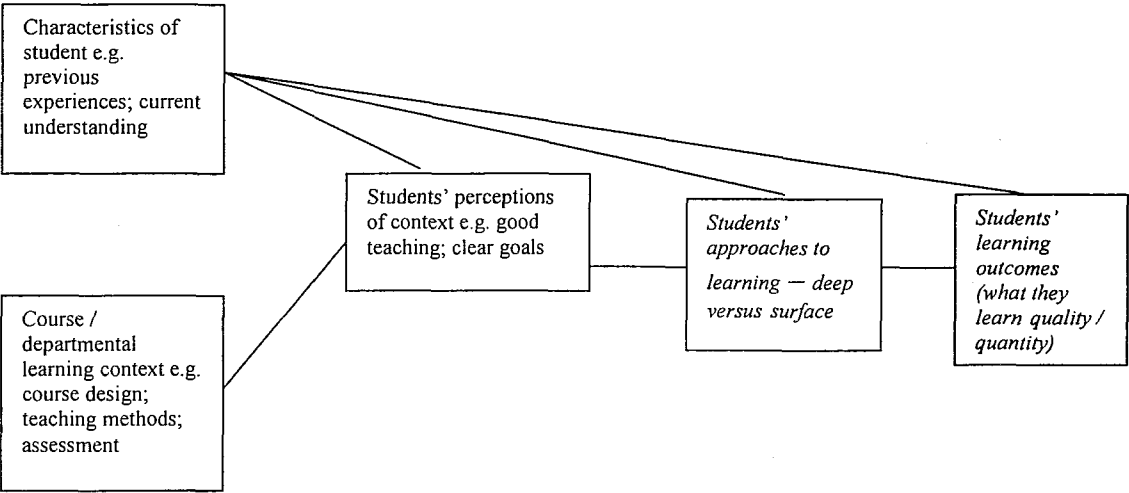 Characteristics of
student e.g.
previous
experiences; current
understanding
Students' perceptions
of context e.g. good
teaching; clear goals
Students'
approaches to
learning — deep
versus surface
Students'
learning
outcomes
(what they
learn quality /
quantity)
Course /
departmental
learning context e.g.
course design;
teaching methods;
assessment